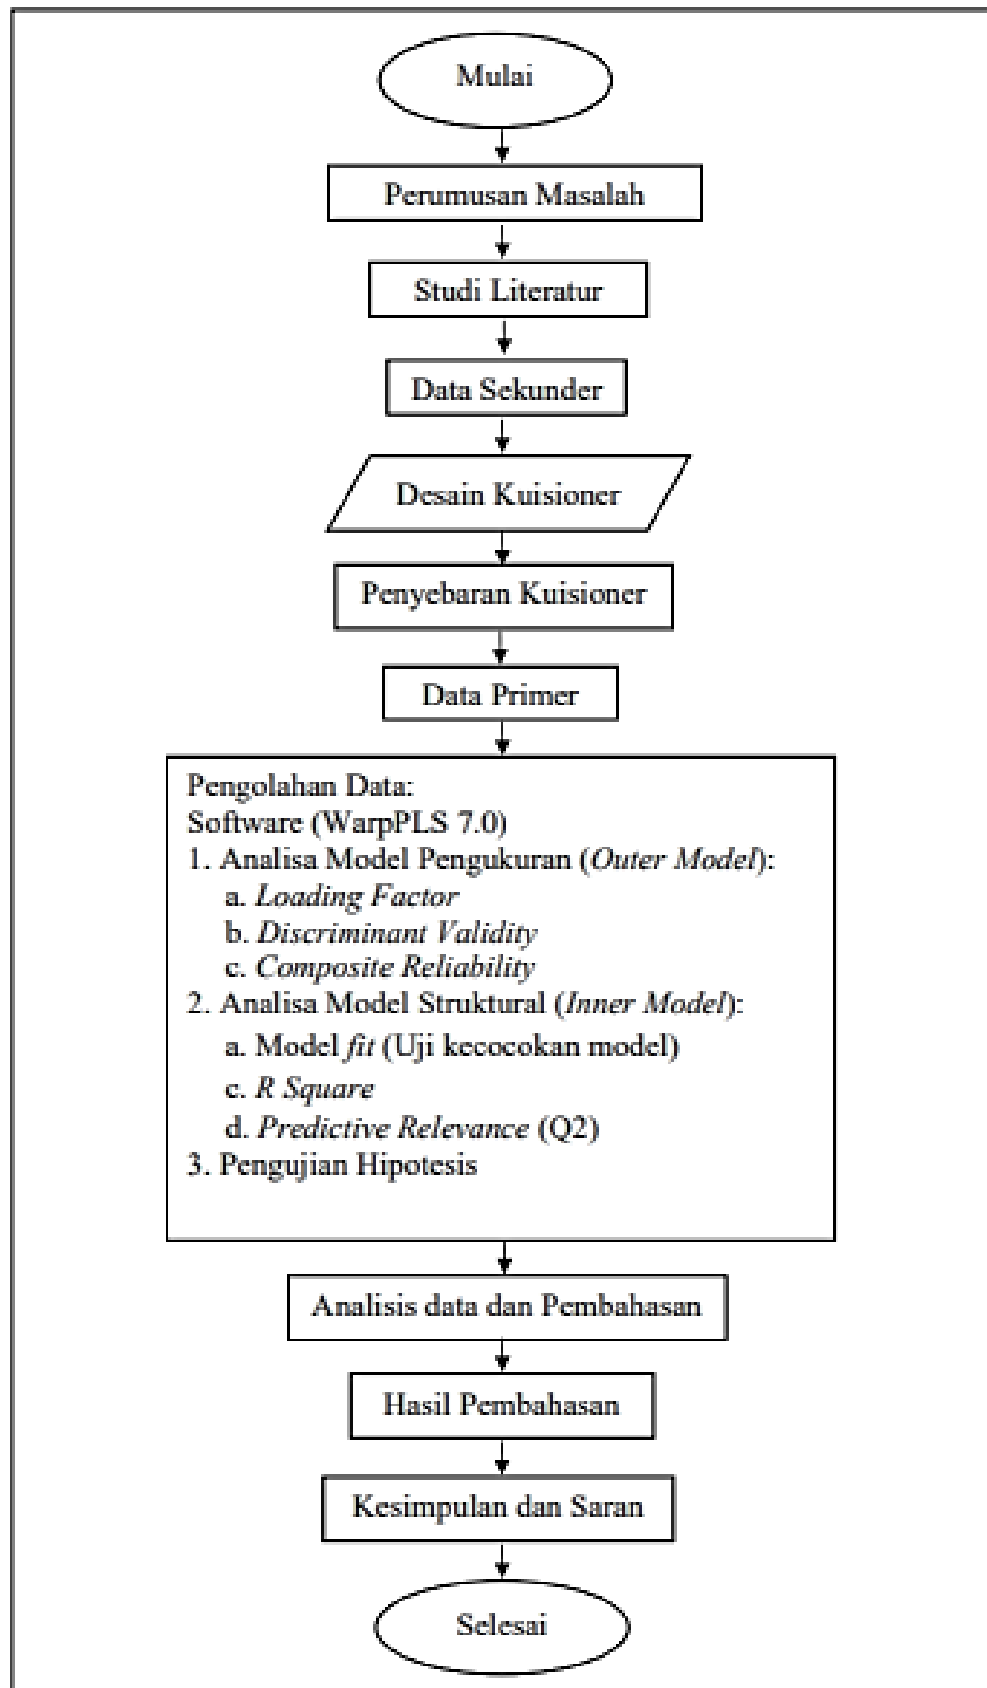 Mulai
Perumusan Masalah
Studi Literatur
Data Sekunder
Desain Kuisioner
Penyebaran Kuisioner
Data Primer
Pengolahan Data:
Software (WarpPLS 7.0)
1. Analisa Model Pengukuran (Outer Model):
a. Loading Factor
b. Discriminant Validity
c. Composite Reliability
2. Analisa Model Struktural (Inner Model):
a. Model fit (Uji kecocokan model)
c. R Square
d. Predictive Relevance (Q2)
3. Pengujian Hipotesis
Analisis data dan Pembahasan
Hasil Pembahasan
Kesimpulan dan Saran
Selesai